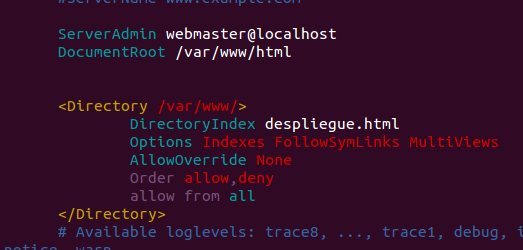 #ServerName www.example.com
ServerAdmin webmaster@localhost
DocumentRoot /var/www/html
<Directory /var/www/>
DirectoryIndex despliegue.html
Options Indexes FollowSymLinks MultiViews
AllowOverride None
Order allow,deny
allow from all
</Directory>
# Available loglevels: trace8, ..., trace1, debug, i
notice, warn,